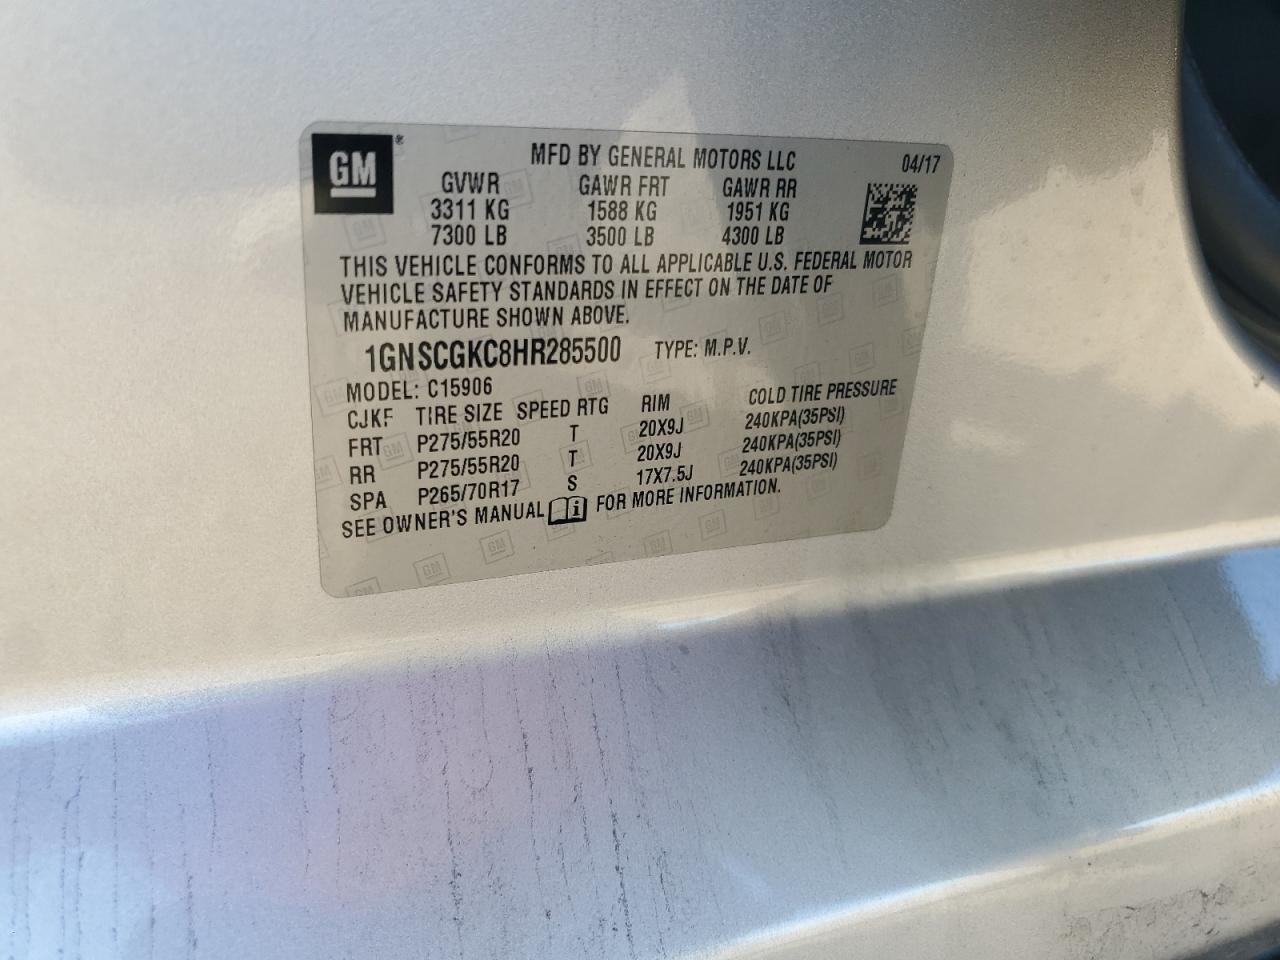 GM®
MFD BY GENERAL MOTORS LLC 04/17
GVWR GAWR FRT GAWR RR
3311 KG 1588 KG 1951 KG
7300 LB 3500 LB 4300 LB
THIS VEHICLE CONFORMS TO ALL APPLICABLE U.S. FEDERAL MOTOR
VEHICLE SAFETY STANDARDS IN EFFECT ON THE DATE OF
MANUFACTURE SHOWN ABOVE.
1GNSCGKC8HR285500 TYPE: M.P.V.
MODEL: C15906
CJKF TIRE SIZE SPEED RTG RIM COLD TIRE PRESSURE
FRT P275/55R20 T 20X9J 240KPA(35PSI)
RR P275/55R20 T 20X9J 240KPA(35PSI)
SPA P265/70R17 S 17X7.5J 240KPA(35PSI)
SEE OWNER'S MANUAL i FOR MORE INFORMATION.